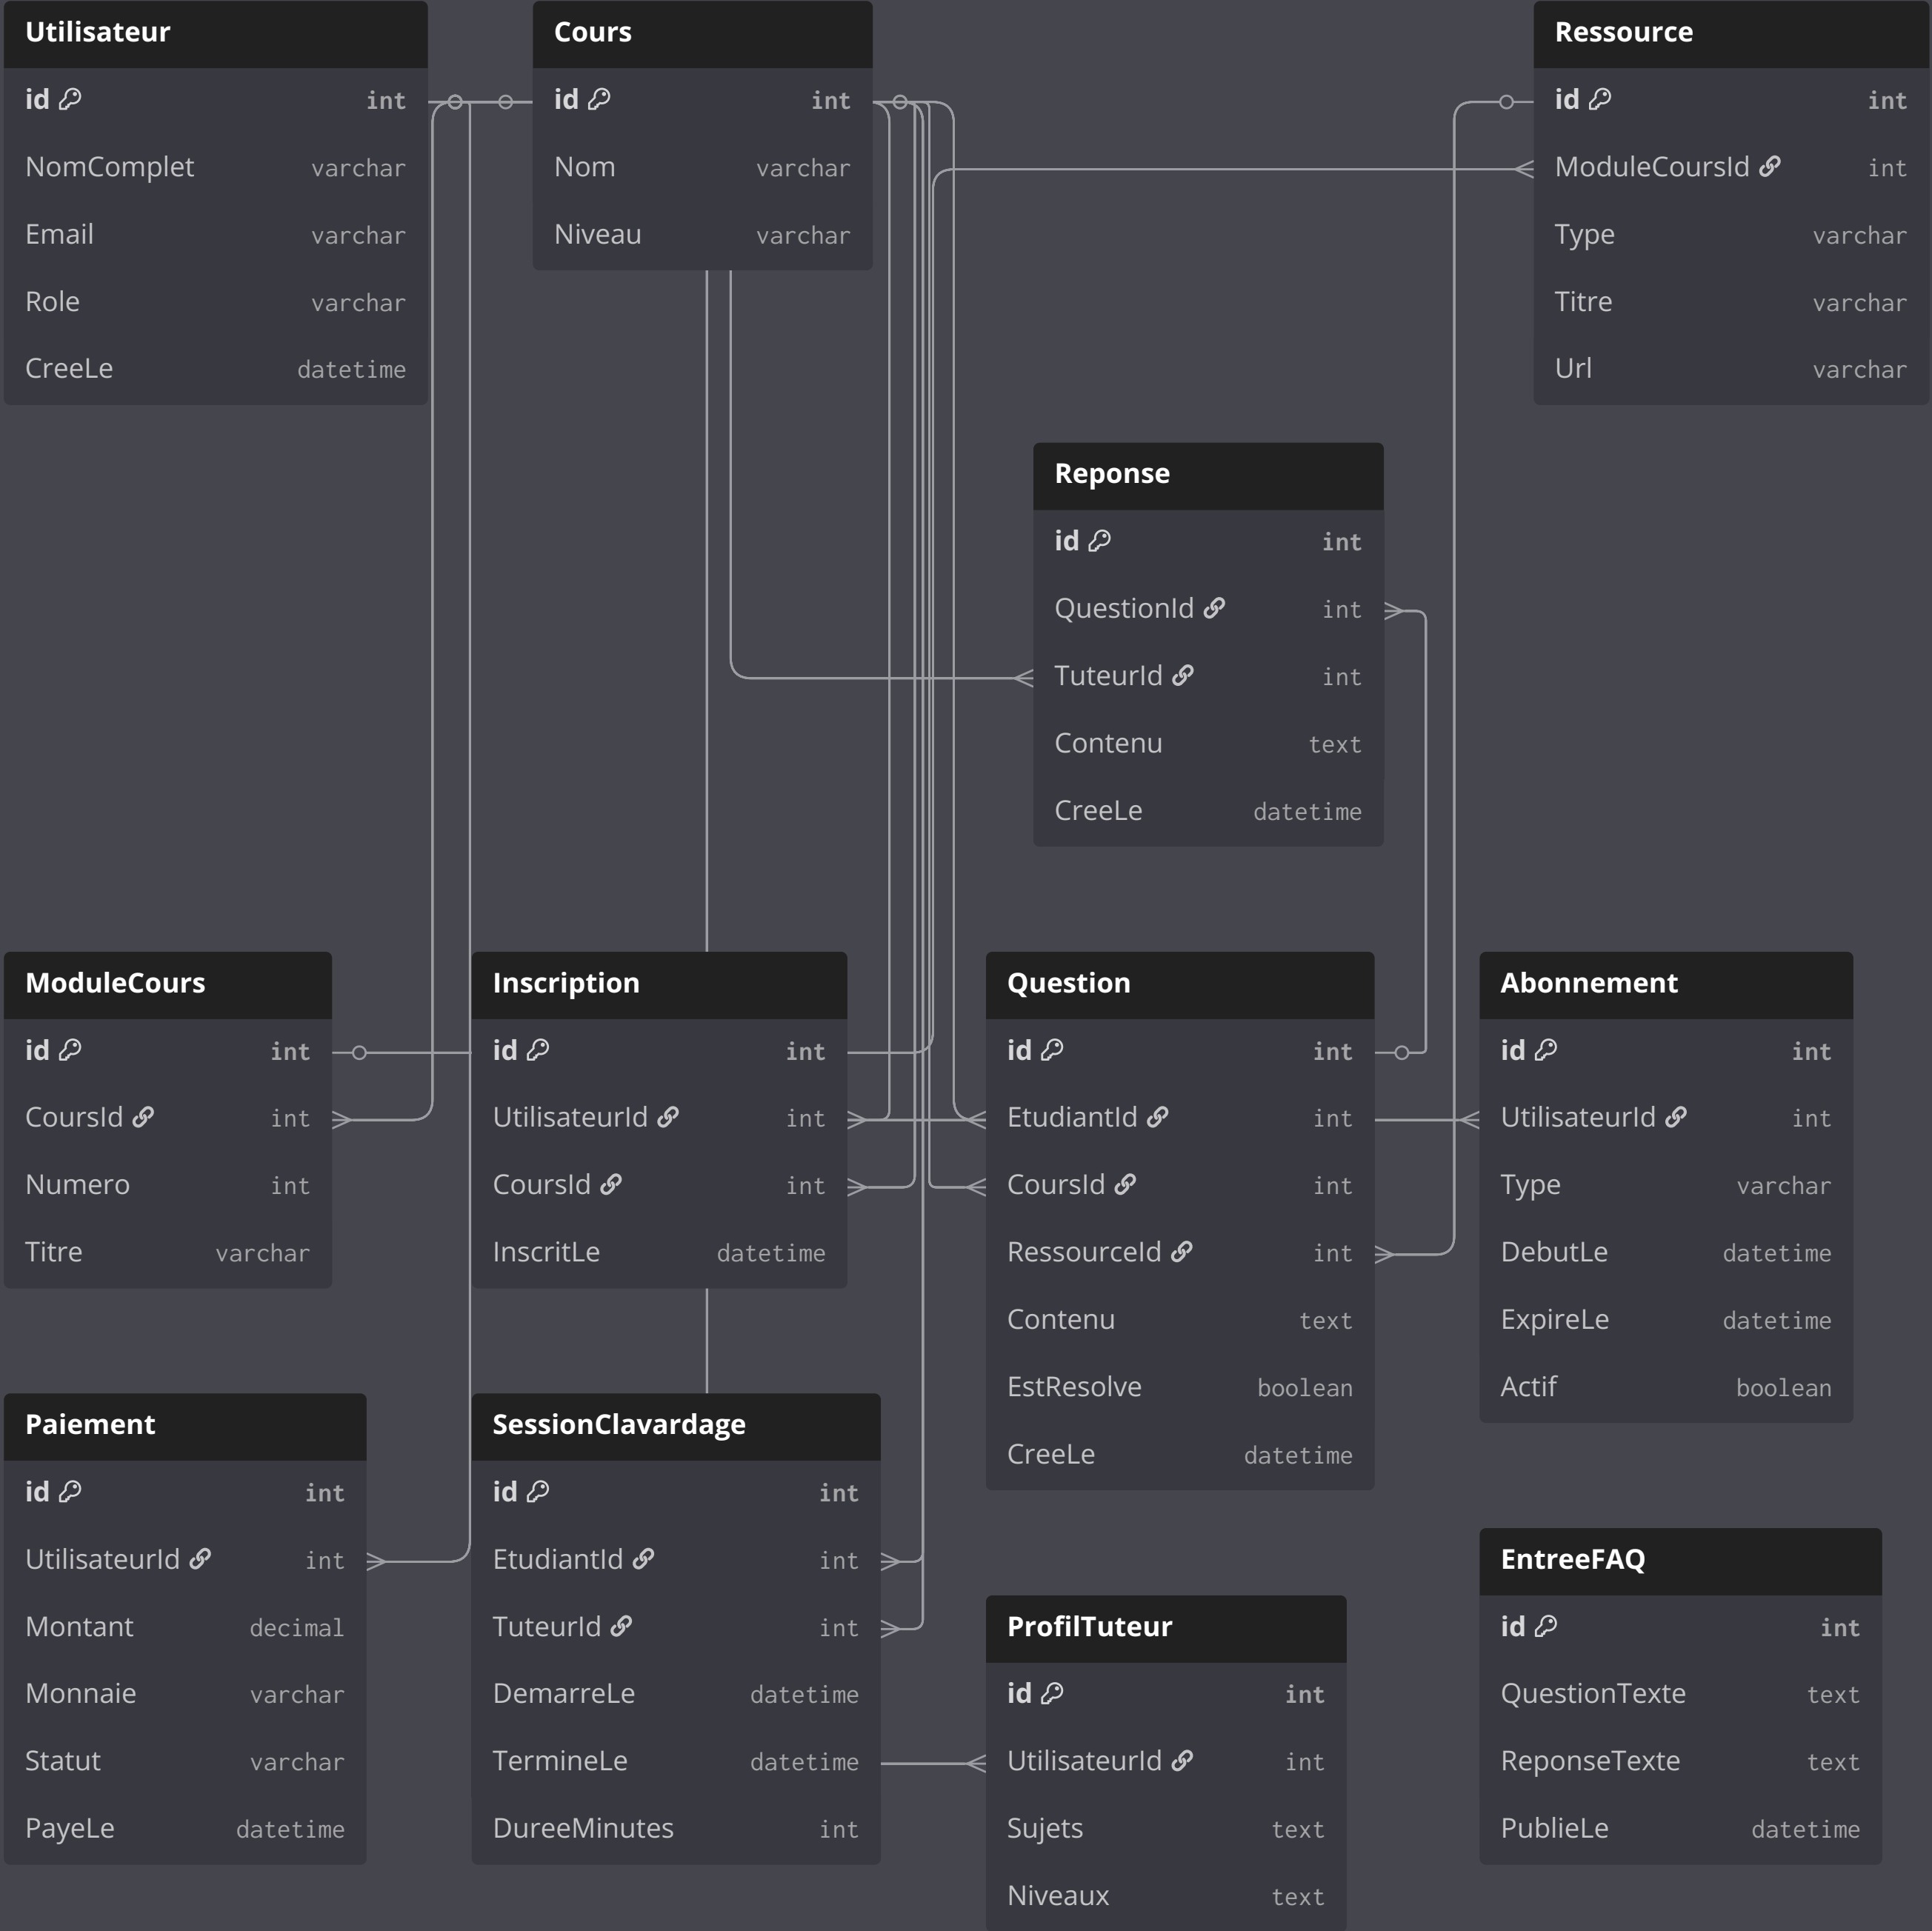 Utilisateur
id int
NomComplet varchar
Email varchar
Role varchar
CreeLe datetime
Cours
id int
Nom varchar
Niveau varchar
Ressource
id int
ModuleCoursId int
Type varchar
Titre varchar
Url varchar
Reponse
id int
QuestionId int
TuteurId int
Contenu text
CreeLe datetime
ModuleCours
id int
CoursId int
Numero int
Titre varchar
Inscription
id int
UtilisateurId int
CoursId int
InscritLe datetime
Question
id int
EtudiantId int
CoursId int
RessourceId int
Contenu text
EstResolve boolean
CreeLe datetime
Abonnement
id int
UtilisateurId int
Type varchar
DebutLe datetime
ExpireLe datetime
Actif boolean
Paiement
id int
UtilisateurId int
Montant decimal
Monnaie varchar
Statut varchar
PayeLe datetime
SessionClavardage
id int
EtudiantId int
TuteurId int
DemarreLe datetime
TermineLe datetime
DureeMinutes int
ProfilTuteur
id int
UtilisateurId int
Sujets text
Niveaux text
EntreeFAQ
id int
QuestionTexte text
ReponseTexte text
PublieLe datetime